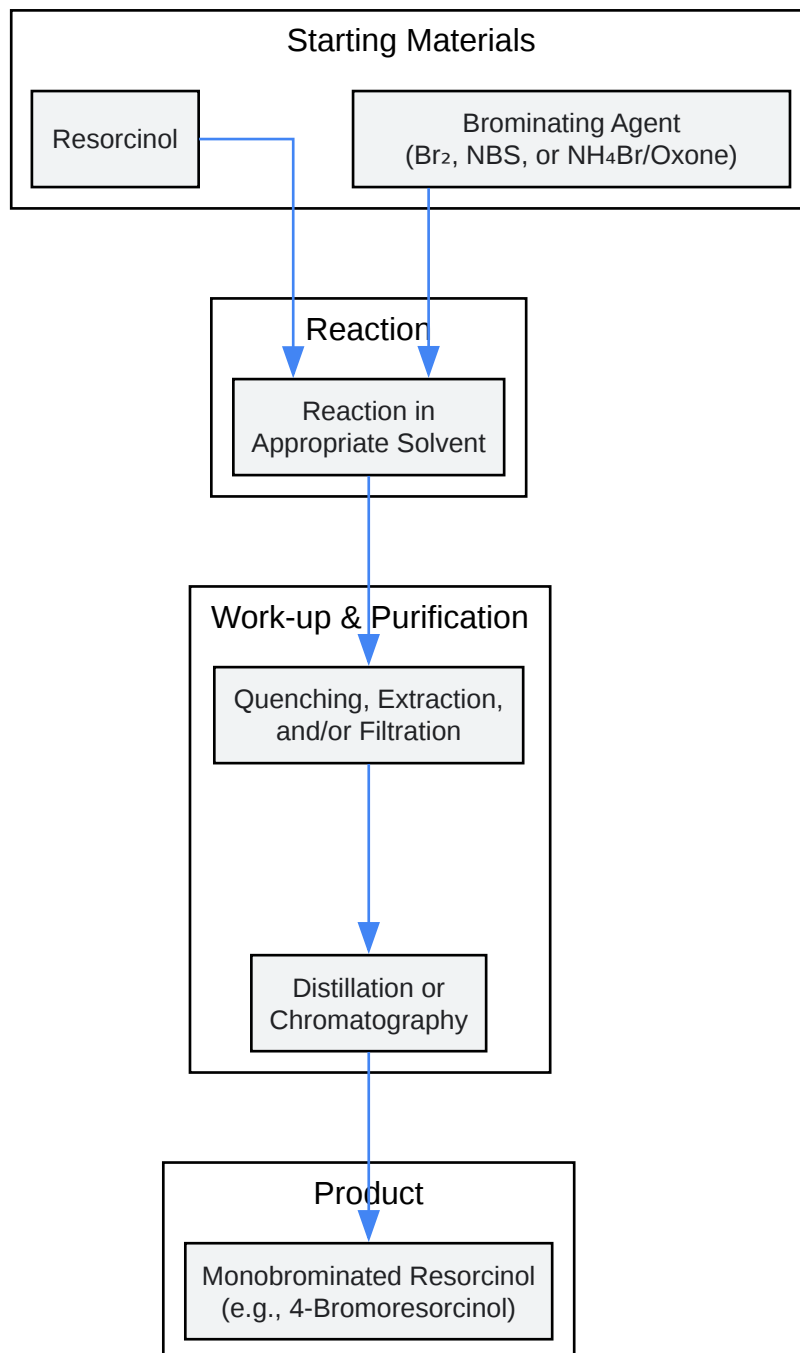 Starting Materials
Resorcinol
Brominating Agent
(Br₂, NBS, or NH₄Br/Oxone)
Reaction
Reaction in
Appropriate Solvent
Work-up & Purification
Quenching, Extraction,
and/or Filtration
Distillation or
Chromatography
Product
Monobrominated Resorcinol
(e.g., 4-Bromoresorcinol)